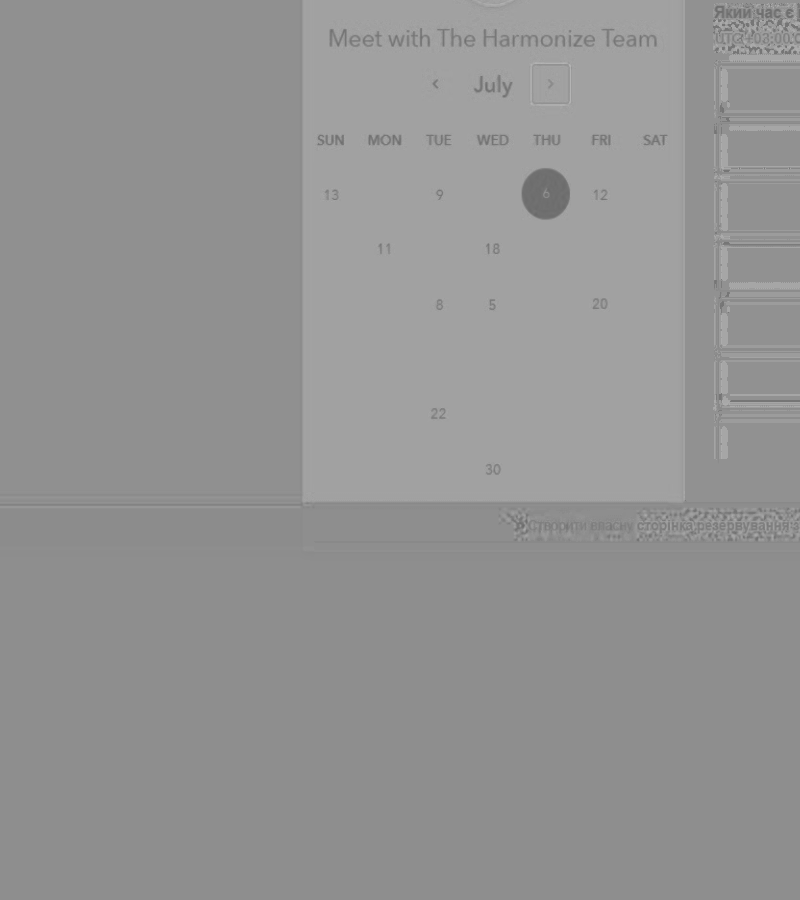 Meet with The Harmonize Team
‹ July ›
SUN MON TUE WED THU FRI SAT
13 9 6 12
11 18
8 5 20
22
30
Який час є
UTC +03:00
Створити власну сторінка резервування з